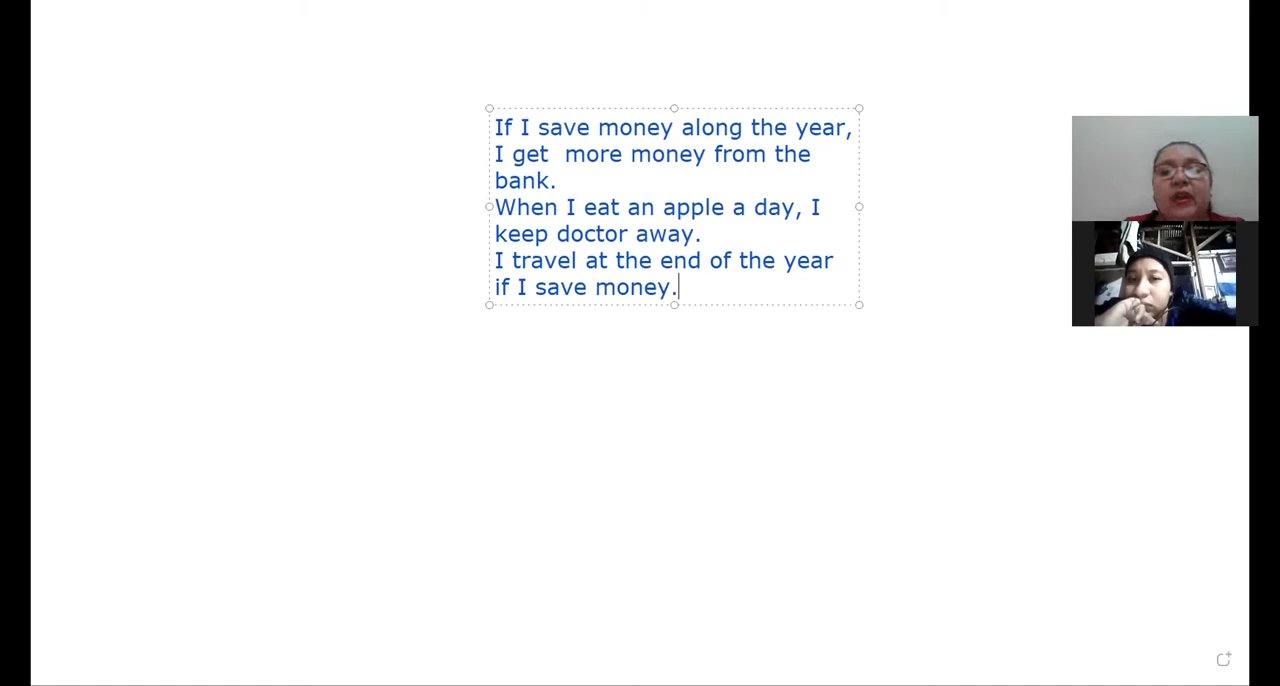 If I save money along the year,
I get  more money from the
bank.
When I eat an apple a day, I
keep doctor away.
I travel at the end of the year
if I save money.